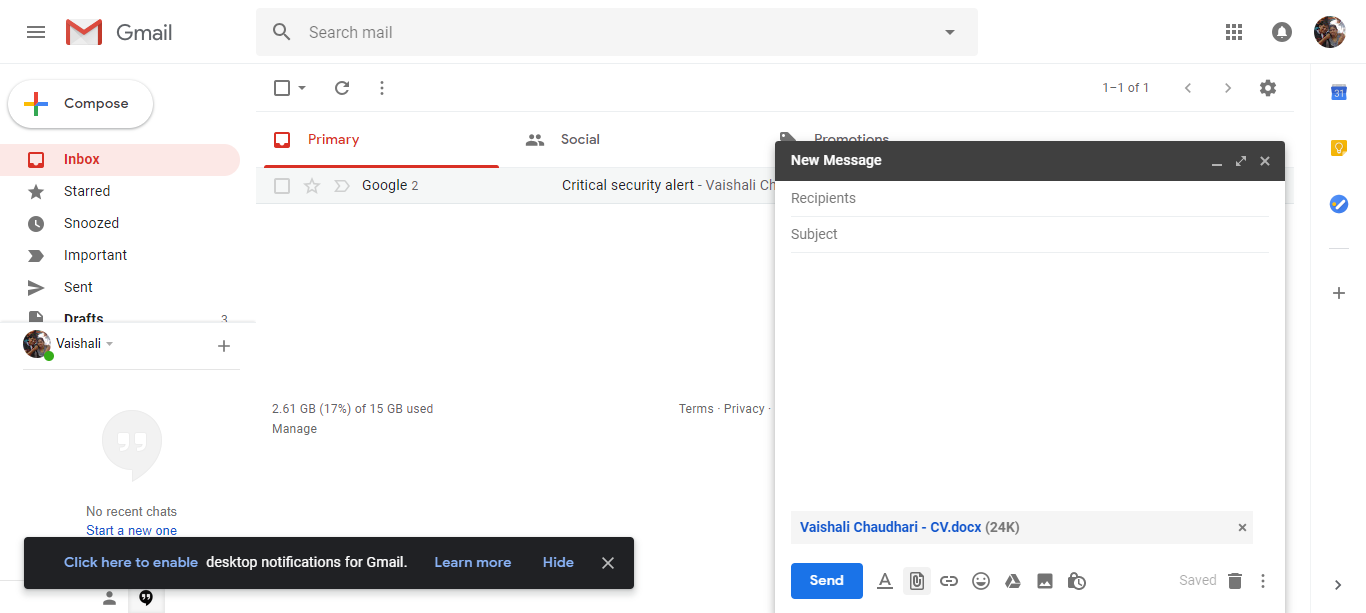 Gmail
Search mail
Compose
1–1 of 1
31
Inbox
Primary
Social
Promotions
Starred
Google 2
Critical security alert - Vaishali Ch
Snoozed
Important
Sent
Drafts 3
Vaishali
2.61 GB (17%) of 15 GB used
Manage
Terms · Privacy ·
No recent chats
Start a new one
Click here to enable desktop notifications for Gmail. Learn more Hide
New Message
Recipients
Subject
Vaishali Chaudhari - CV.docx (24K)
Send
Saved